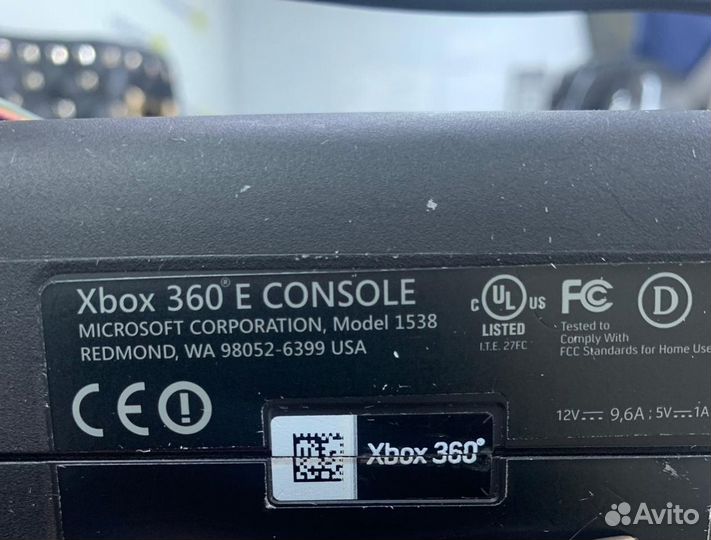 Xbox 360® E CONSOLE
MICROSOFT CORPORATION, Model 1538
REDMOND, WA 98052-6399 USA
C UL US
LISTED
I.T.E. 27FC
FCC
Tested to
Comply With
FCC Standards for Home Use
D
CE
12V 9,6A ; 5V 1A
Xbox 360
Avito